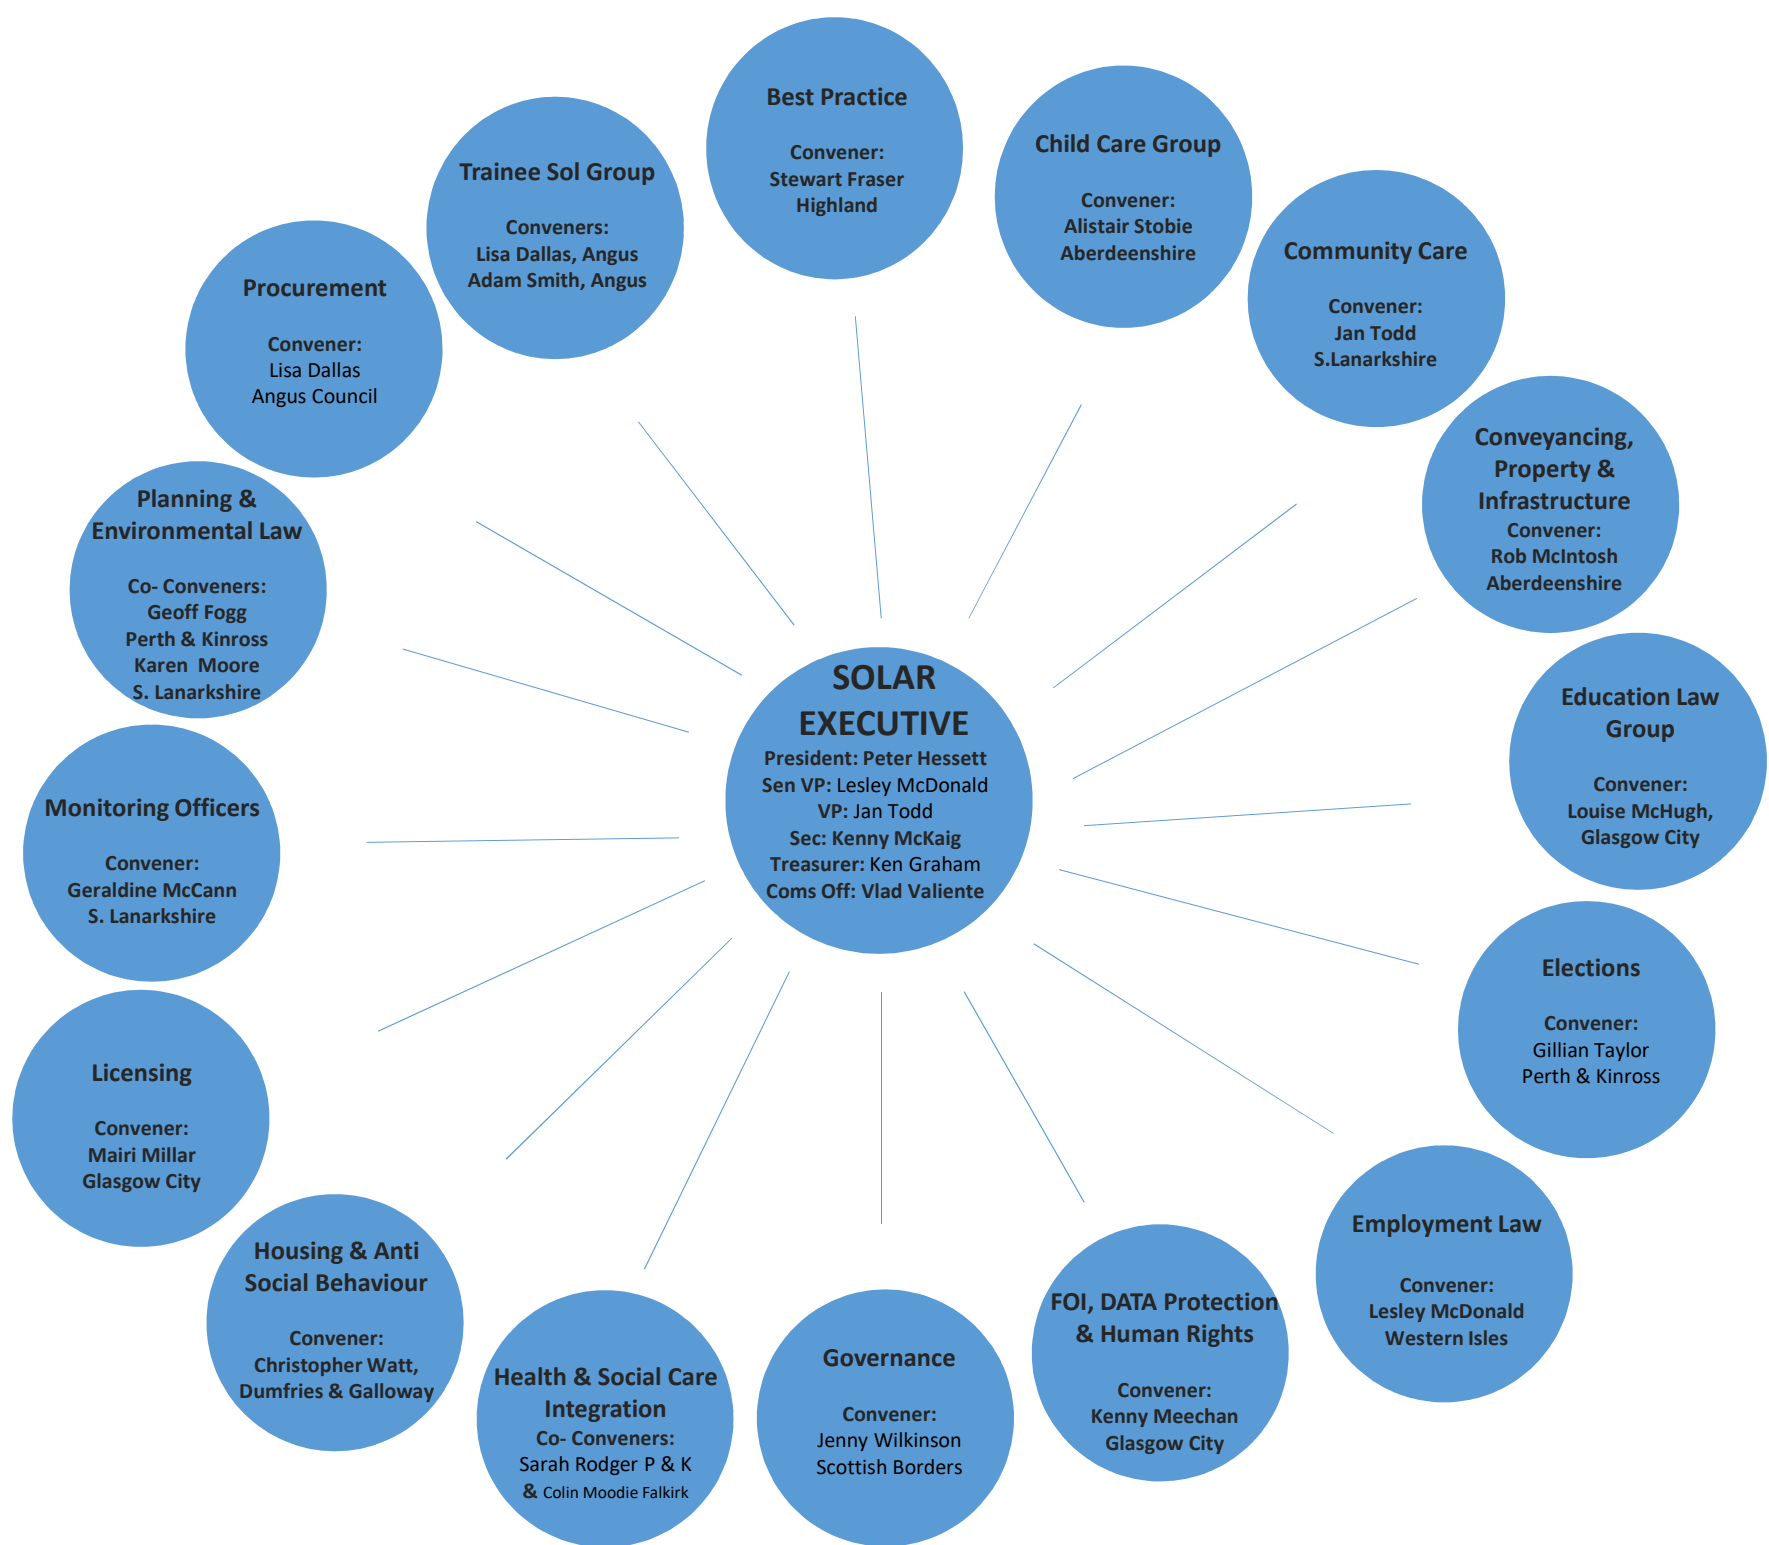 Best Practice
Convener:
Stewart Fraser
Highland
Child Care Group
Convener:
Alistair Stobie
Aberdeenshire
Community Care
Convener:
Jan Todd
S.Lanarkshire
Conveyancing,
Property &
Infrastructure
Convener:
Rob McIntosh
Aberdeenshire
Education Law
Group
Convener:
Louise McHugh,
Glasgow City
Elections
Convener:
Gillian Taylor
Perth & Kinross
Employment Law
Convener:
Lesley McDonald
Western Isles
FOI, DATA Protection
& Human Rights
Convener:
Kenny Meechan
Glasgow City
Governance
Convener:
Jenny Wilkinson
Scottish Borders
Health & Social Care
Integration
Co- Conveners:
Sarah Rodger P & K
& Colin Moodie Falkirk
Housing & Anti
Social Behaviour
Convener:
Christopher Watt,
Dumfries & Galloway
Licensing
Convener:
Mairi Millar
Glasgow City
Monitoring Officers
Convener:
Geraldine McCann
S. Lanarkshire
Planning &
Environmental Law
Co- Conveners:
Geoff Fogg
Perth & Kinross
Karen  Moore
S. Lanarkshire
Procurement
Convener:
Lisa Dallas
Angus Council
Trainee Sol Group
Conveners:
Lisa Dallas, Angus
Adam Smith, Angus
SOLAR
EXECUTIVE
President: Peter Hessett
Sen VP: Lesley McDonald
VP: Jan Todd
Sec: Kenny McKaig
Treasurer: Ken Graham
Coms Off: Vlad Valiente